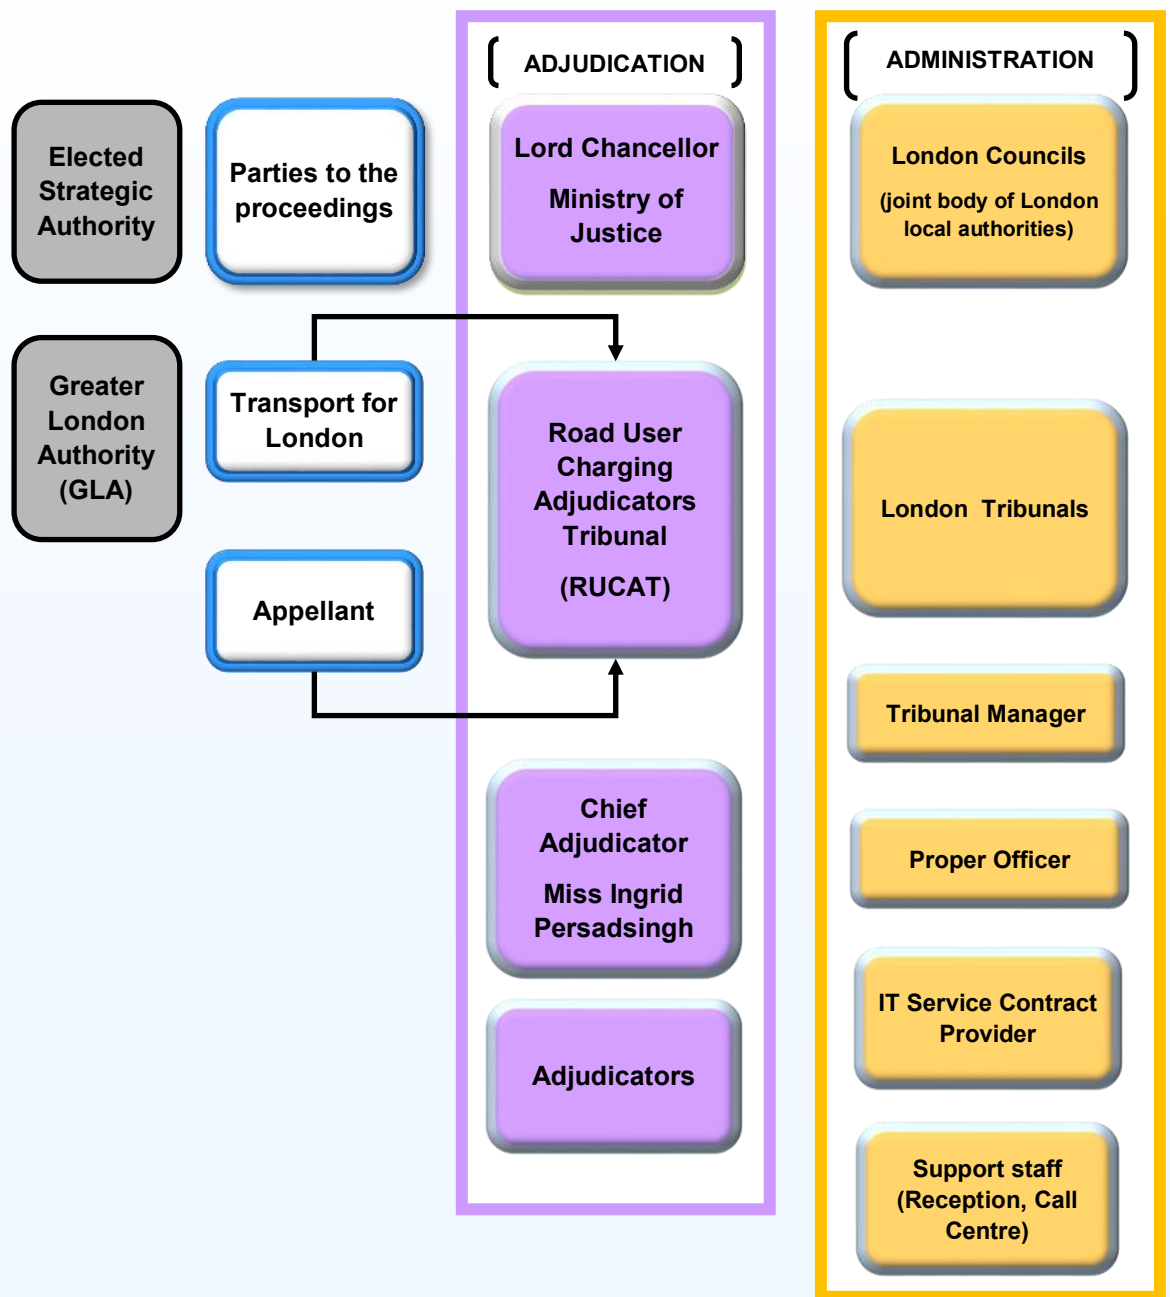 Elected
Strategic
Authority
Greater
London
Authority
(GLA)
Parties to the
proceedings
Transport for
London
Appellant
ADJUDICATION
Lord Chancellor
Ministry of
Justice
Road User
Charging
Adjudicators
Tribunal
(RUCAT)
Chief
Adjudicator
Miss Ingrid
Persadsingh
Adjudicators
ADMINISTRATION
London Councils
(joint body of London
local authorities)
London Tribunals
Tribunal Manager
Proper Officer
IT Service Contract
Provider
Support staff
(Reception, Call
Centre)